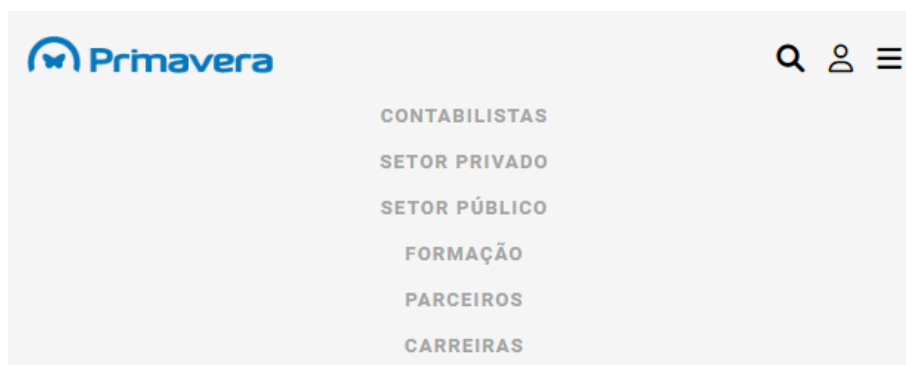 Primavera
CONTABILISTAS
SETOR PRIVADO
SETOR PÚBLICO
FORMAÇÃO
PARCEIROS
CARREIRAS